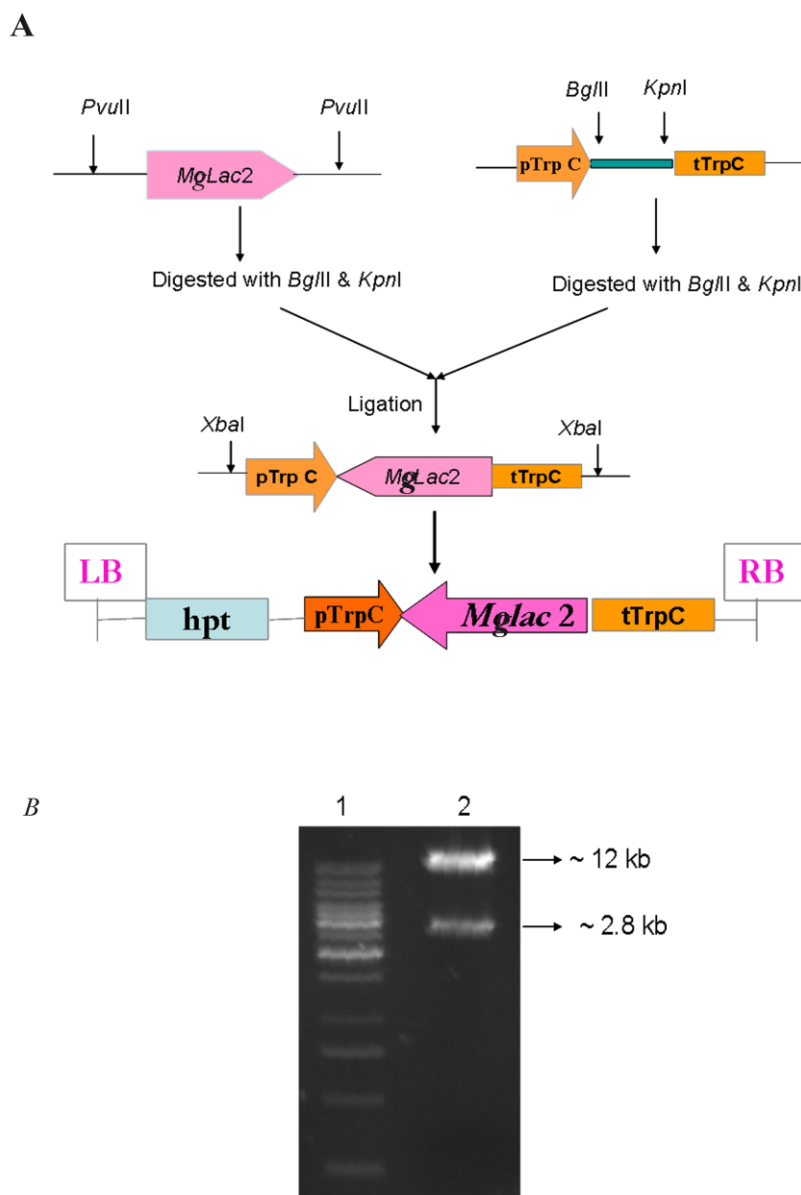 A
PvuII
PvuII
BglII
KpnI
MgLac2
pTrp C
tTrpC
Digested with BglII & KpnI
Digested with BglII & KpnI
Ligation
XbaI
XbaI
pTrp C
MgLac2
tTrpC
LB
RB
hpt
pTrpC
Mglac 2
tTrpC
B
1
2
~ 12 kb
~ 2.8 kb